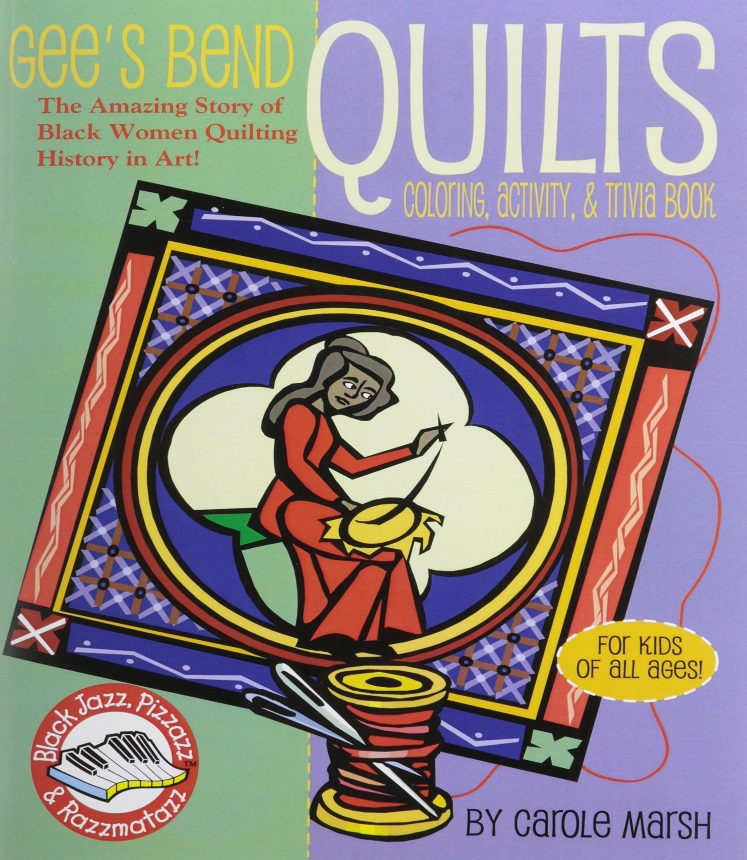 Gee's Bend
QUILTS
The Amazing Story of
Black Women Quilting
History in Art!
COLORING, ACTIVITY, & TRIVIA BOOK
FOR KIDS
OF ALL AGES!
Black Jazz, Pizzazz
& Razzmatazz™
BY CAROLE MARSH